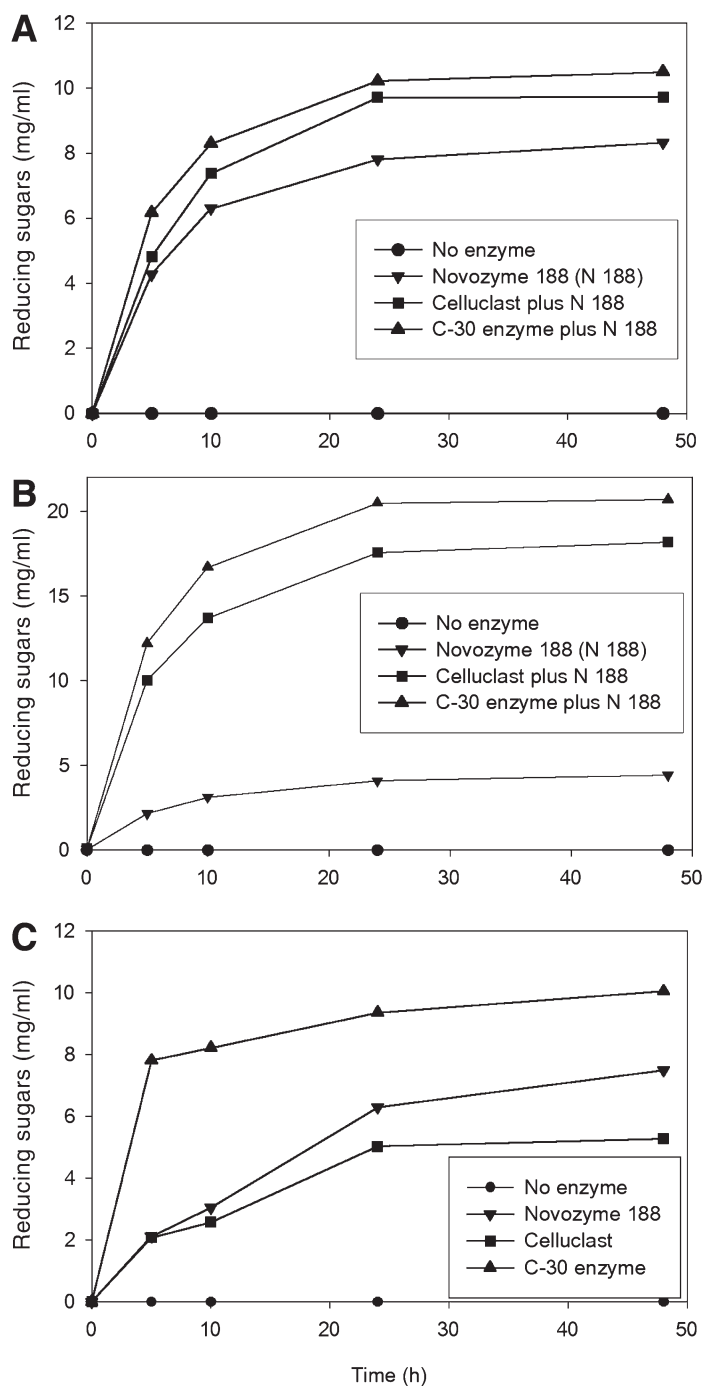 A
Reducing sugars (mg/ml)
12
10
8
6
4
2
0
No enzyme
Novozyme 188 (N 188)
Celluclast plus N 188
C-30 enzyme plus N 188
0 10 20 30 40 50
B
Reducing sugars (mg/ml)
20
15
10
5
0
No enzyme
Novozyme 188 (N 188)
Celluclast plus N 188
C-30 enzyme plus N 188
0 10 20 30 40 50
C
Reducing sugars (mg/ml)
12
10
8
6
4
2
0
No enzyme
Novozyme 188
Celluclast
C-30 enzyme
0 10 20 30 40 50
Time (h)